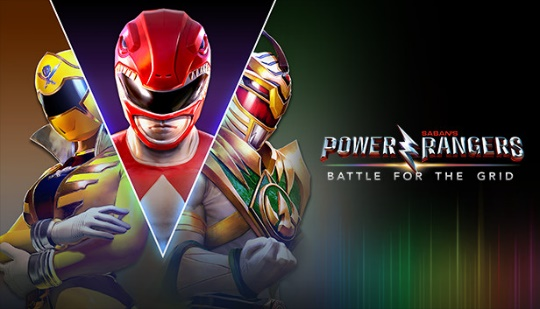 SABAN'S
POWER RANGERS
BATTLE FOR THE GRID